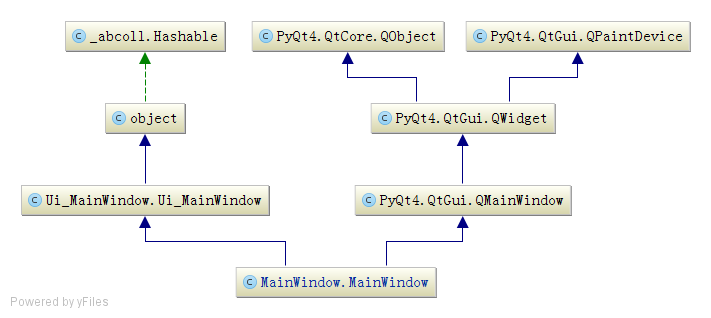 C _abcoll.Hashable
C PyQt4.QtCore.QObject
C PyQt4.QtGui.QPaintDevice
C object
C PyQt4.QtGui.QWidget
C Ui_MainWindow.Ui_MainWindow
C PyQt4.QtGui.QMainWindow
C MainWindow.MainWindow
Powered by yFiles